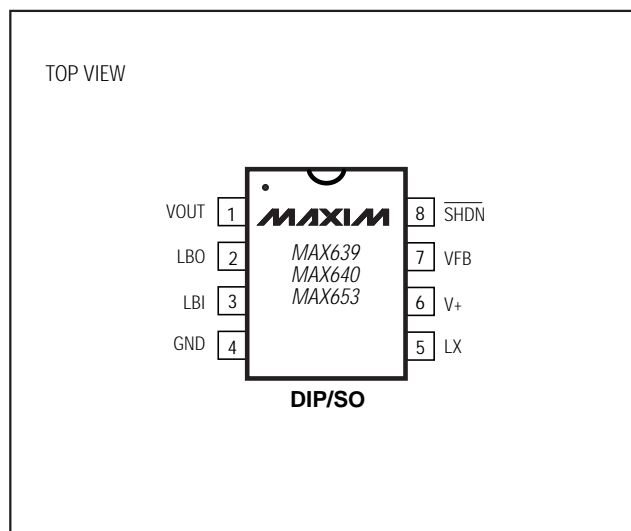 TOP VIEW
VOUT 1 MAXIM 8 SHDN
LBO 2 MAX639 7 VFB
MAX640
LBI 3 MAX653 6 V+
GND 4 5 LX
DIP/SO